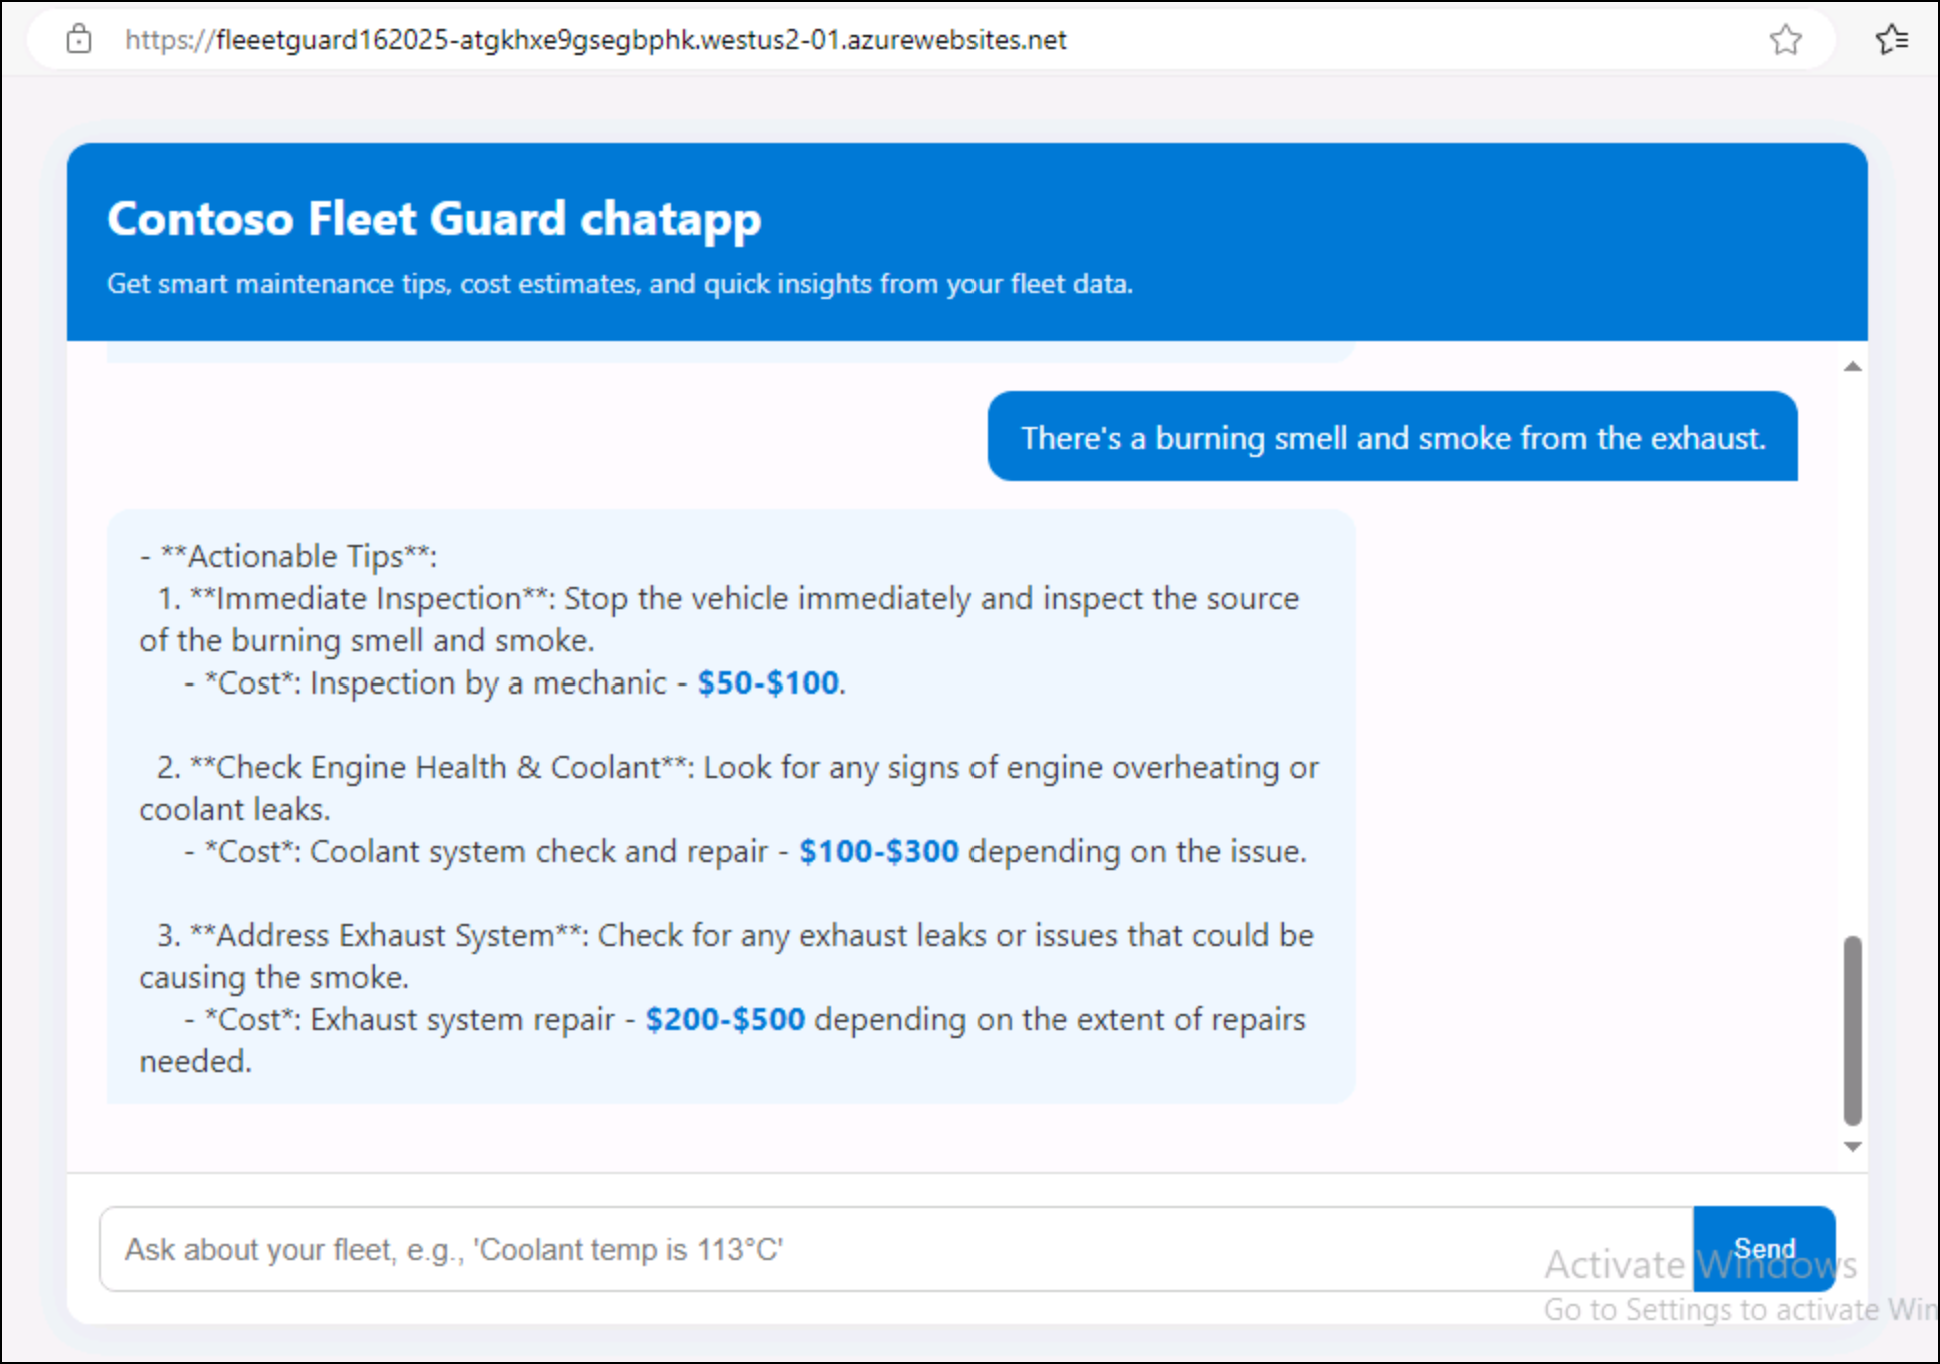 https://fleeetguard162025-atgkhxe9gsegbphk.westus2-01.azurewebsites.net
Contoso Fleet Guard chatapp
Get smart maintenance tips, cost estimates, and quick insights from your fleet data.
There's a burning smell and smoke from the exhaust.
- **Actionable Tips**:
1. **Immediate Inspection**: Stop the vehicle immediately and inspect the source
of the burning smell and smoke.
- *Cost*: Inspection by a mechanic - $50-$100.
2. **Check Engine Health & Coolant**: Look for any signs of engine overheating or
coolant leaks.
- *Cost*: Coolant system check and repair - $100-$300 depending on the issue.
3. **Address Exhaust System**: Check for any exhaust leaks or issues that could be
causing the smoke.
- *Cost*: Exhaust system repair - $200-$500 depending on the extent of repairs
needed.
Ask about your fleet, e.g., 'Coolant temp is 113°C'
Send
Activate Windows
Go to Settings to activate Win